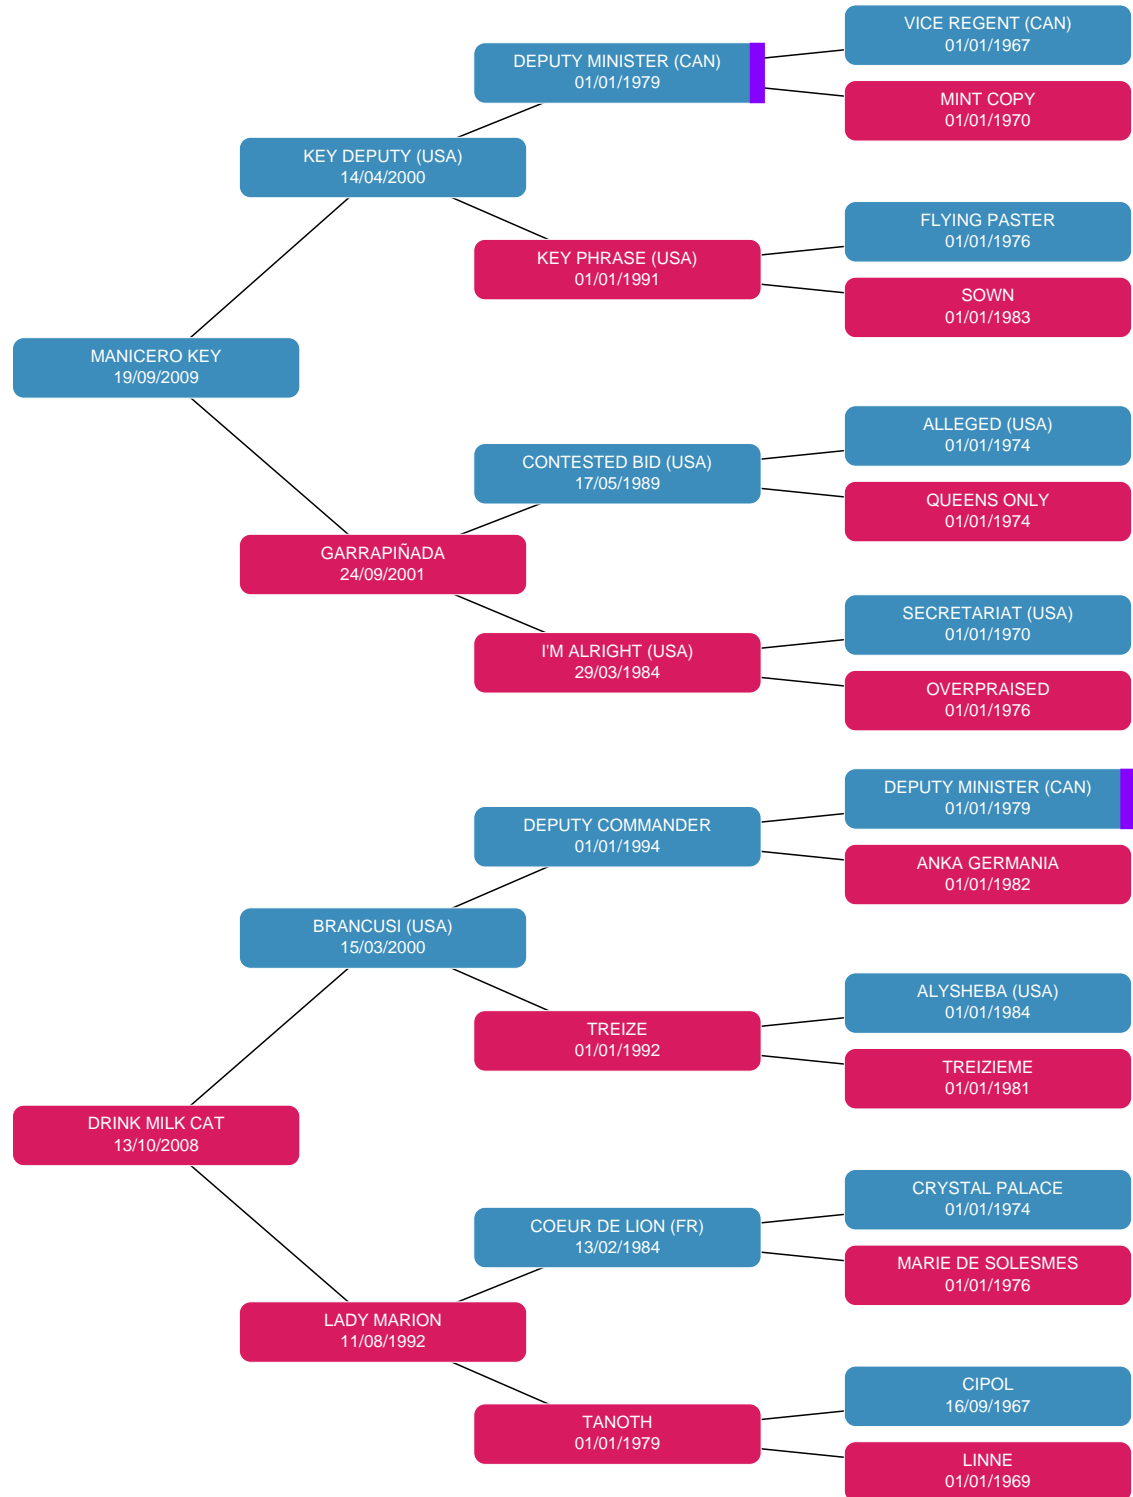 VICE REGENT (CAN)
01/01/1967
DEPUTY MINISTER (CAN)
01/01/1979
MINT COPY
01/01/1970
KEY DEPUTY (USA)
14/04/2000
FLYING PASTER
01/01/1976
KEY PHRASE (USA)
01/01/1991
SOWN
01/01/1983
MANICERO KEY
19/09/2009
ALLEGED (USA)
01/01/1974
CONTESTED BID (USA)
17/05/1989
QUEENS ONLY
01/01/1974
GARRAPIÑADA
24/09/2001
SECRETARIAT (USA)
01/01/1970
I'M ALRIGHT (USA)
29/03/1984
OVERPRAISED
01/01/1976
DEPUTY MINISTER (CAN)
01/01/1979
DEPUTY COMMANDER
01/01/1994
ANKA GERMANIA
01/01/1982
BRANCUSI (USA)
15/03/2000
ALYSHEBA (USA)
01/01/1984
TREIZE
01/01/1992
TREIZIEME
01/01/1981
DRINK MILK CAT
13/10/2008
CRYSTAL PALACE
01/01/1974
COEUR DE LION (FR)
13/02/1984
MARIE DE SOLESMES
01/01/1976
LADY MARION
11/08/1992
CIPOL
16/09/1967
TANOTH
01/01/1979
LINNE
01/01/1969